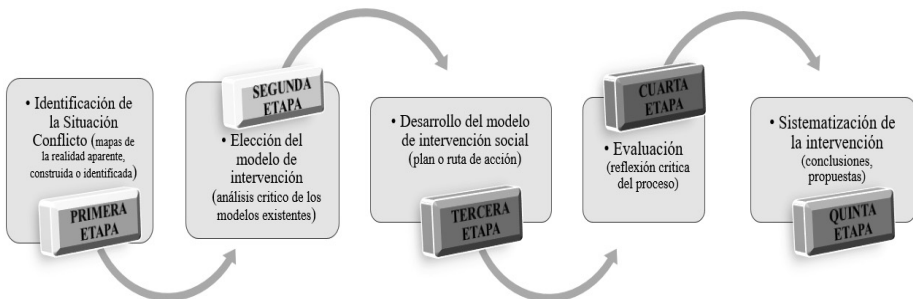 • Identificación de
la Situación
Conflicto (mapas de
la realidad aparente,
construida o identificada)
PRIMERA
ETAPA
SEGUNDA
ETAPA
• Elección del
modelo de
intervención
(análisis critico de los
modelos existentes)
• Desarrollo del modelo
de intervención social
(plan o ruta de acción)
TERCERA
ETAPA
CUARTA
ETAPA
• Evaluación
(reflexión critica
del proceso)
• Sistematización de
la intervención
(conclusiones,
propuestas)
QUINTA
ETAPA